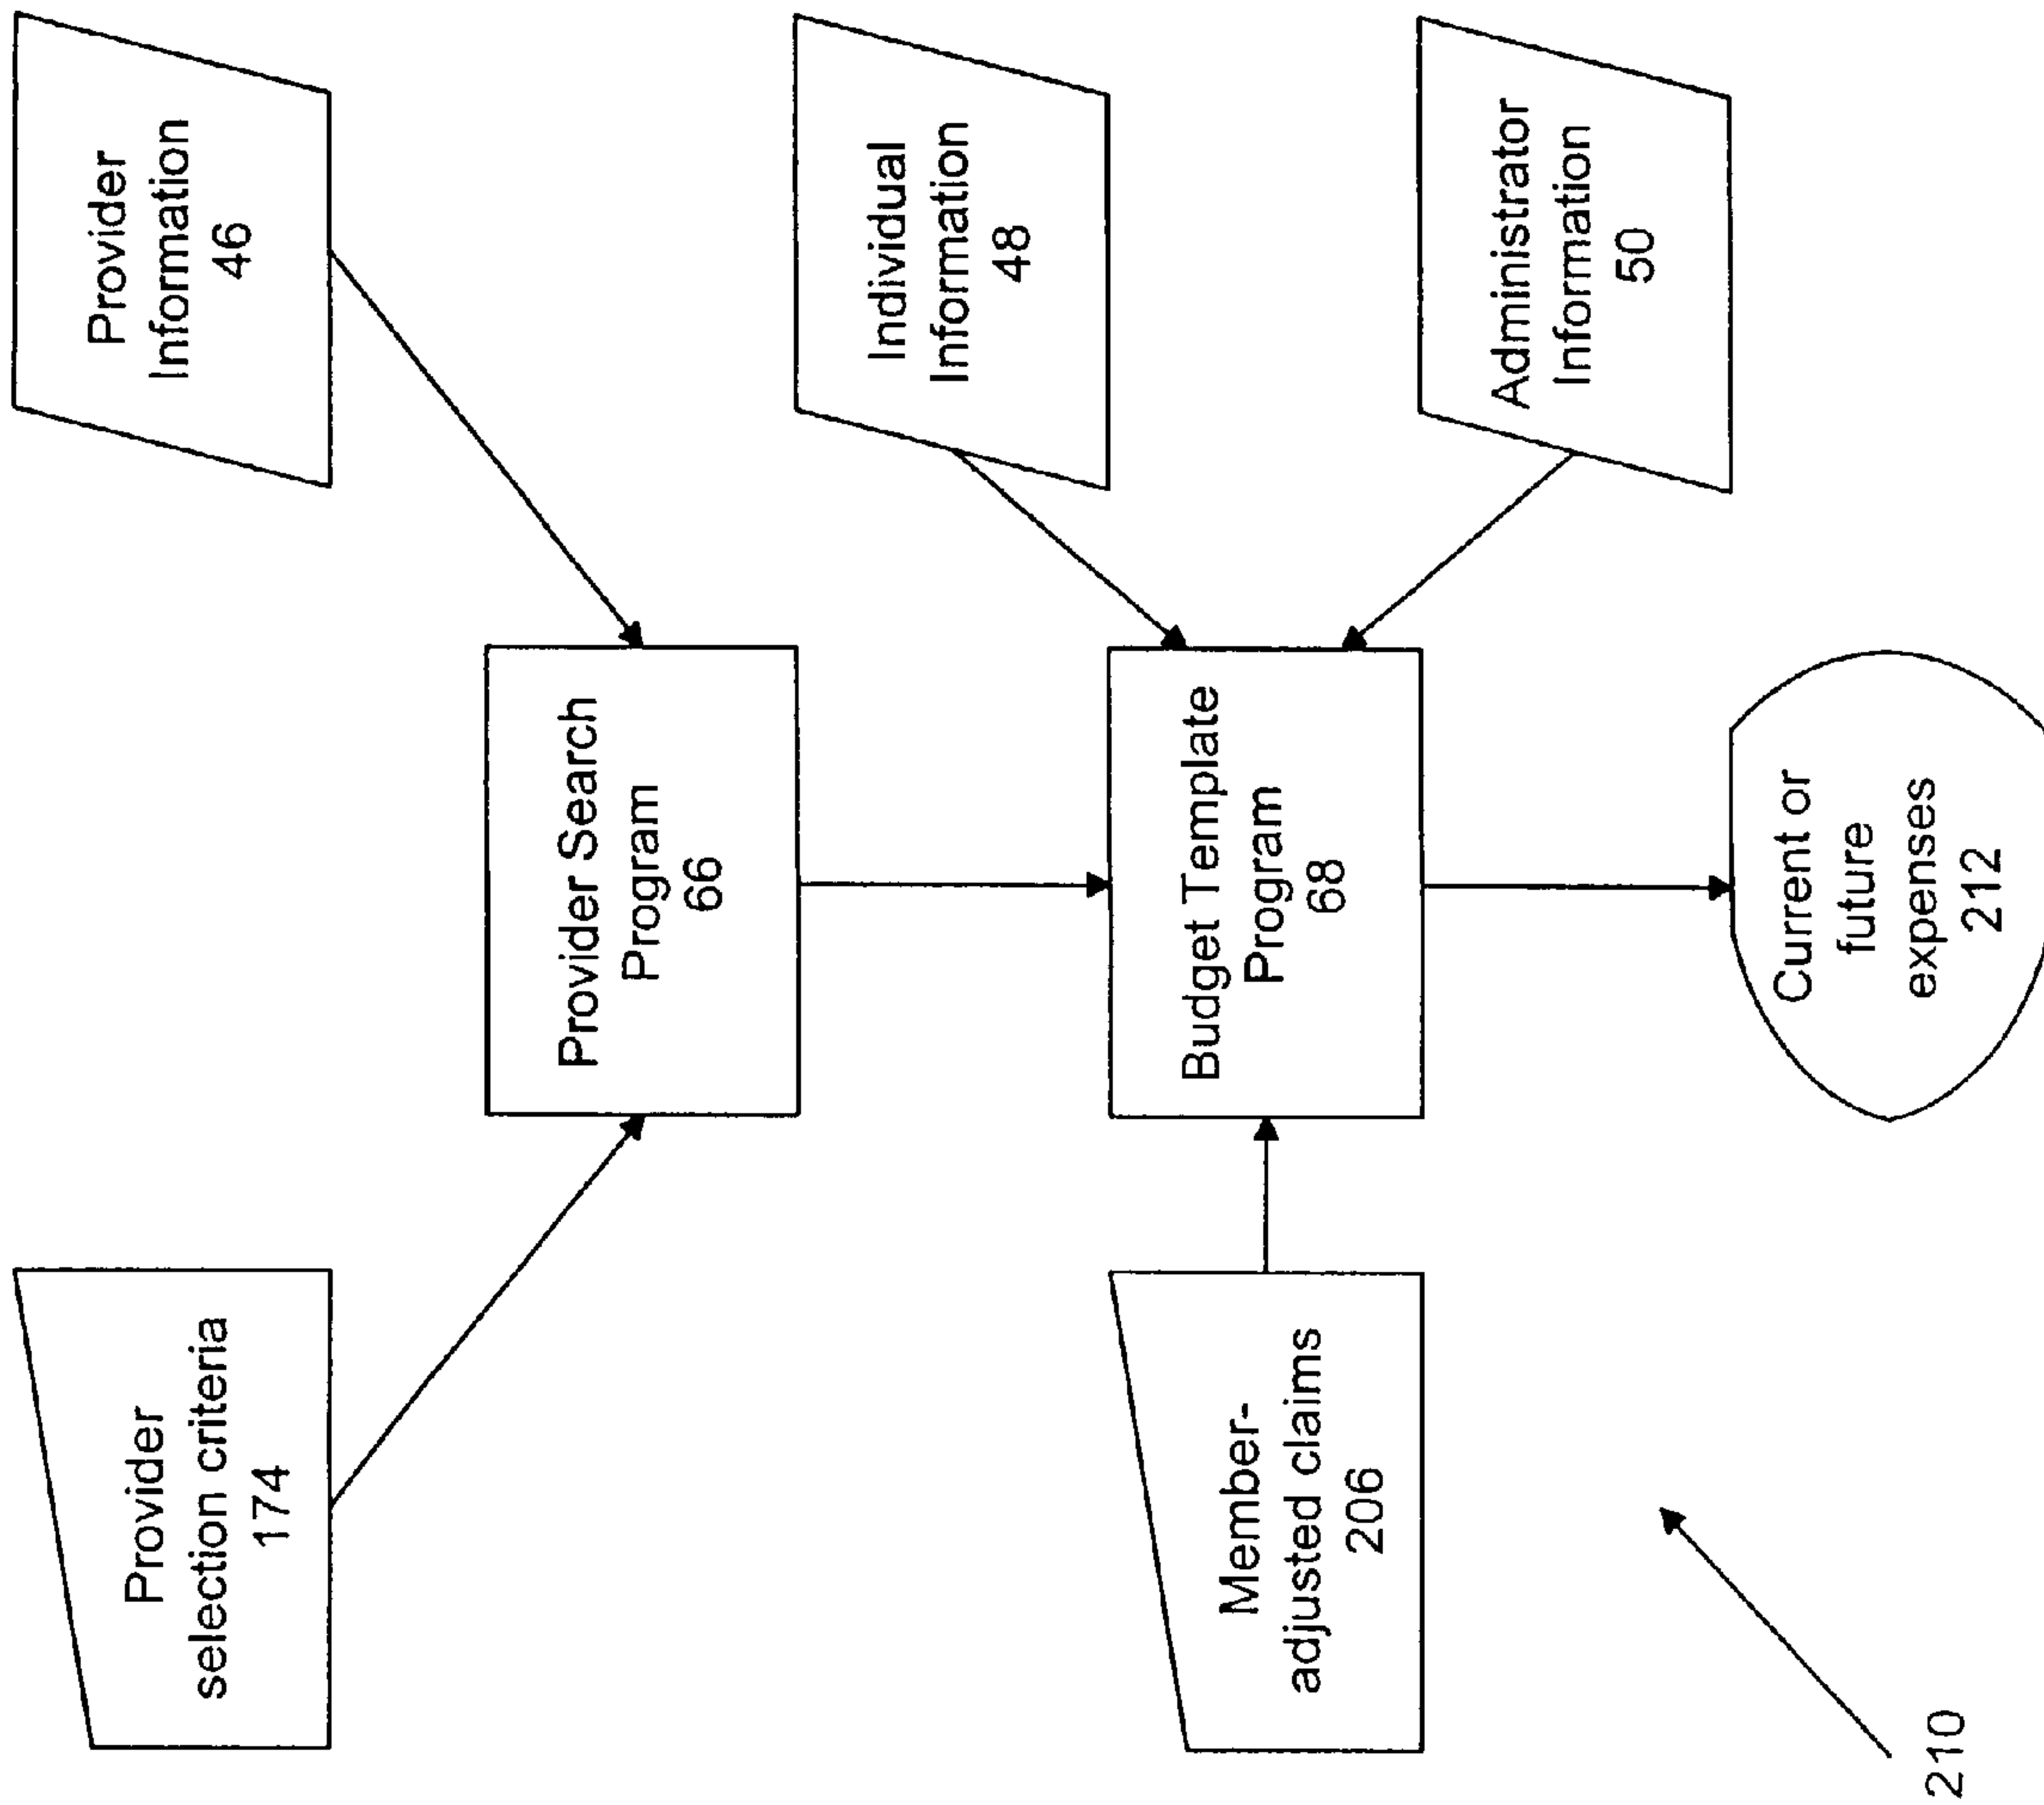 Provider
selection criteria
174
Provider
Information
46
Provider Search
Program
66
Individual
Information
48
Member-
adjusted claims
206
Budget Template
Program
68
Administrator
Information
50
Current or
future
expenses
212
210